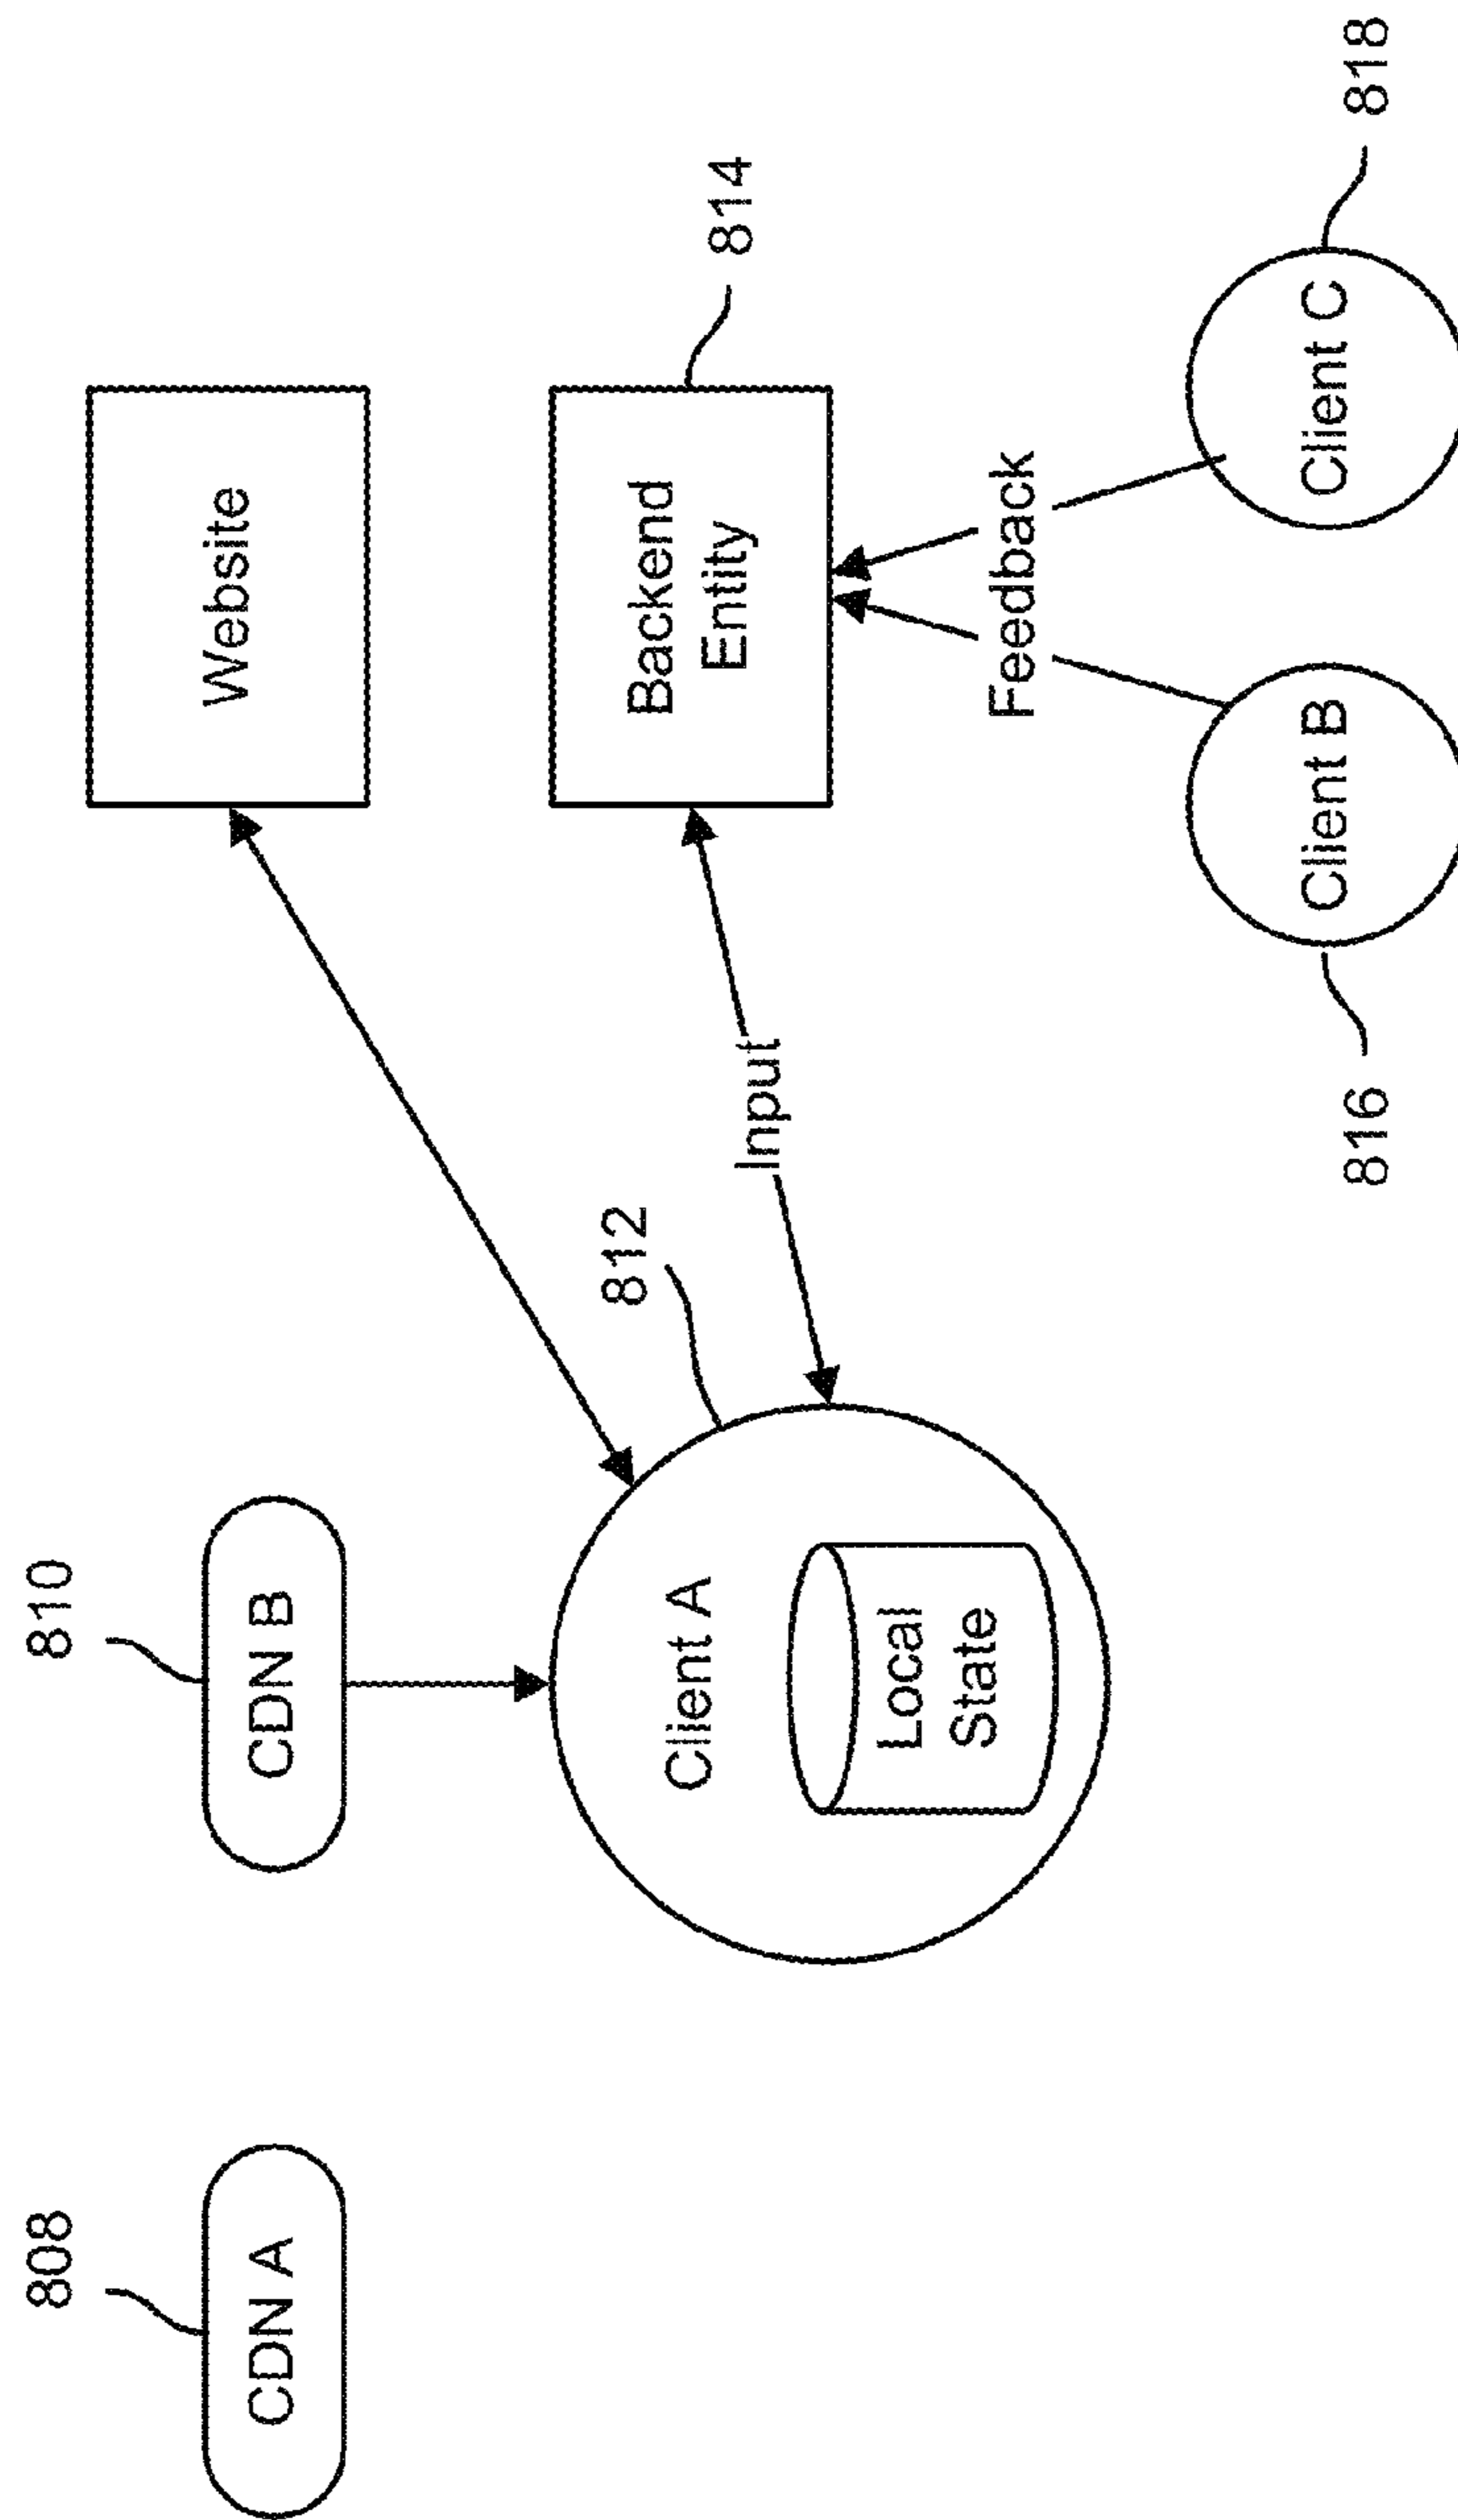 808
810
CDN A
CDN B
Website
812
Client A
Local
State
Input
Backend
Entity
814
Feedback
816
Client B
Client C
818